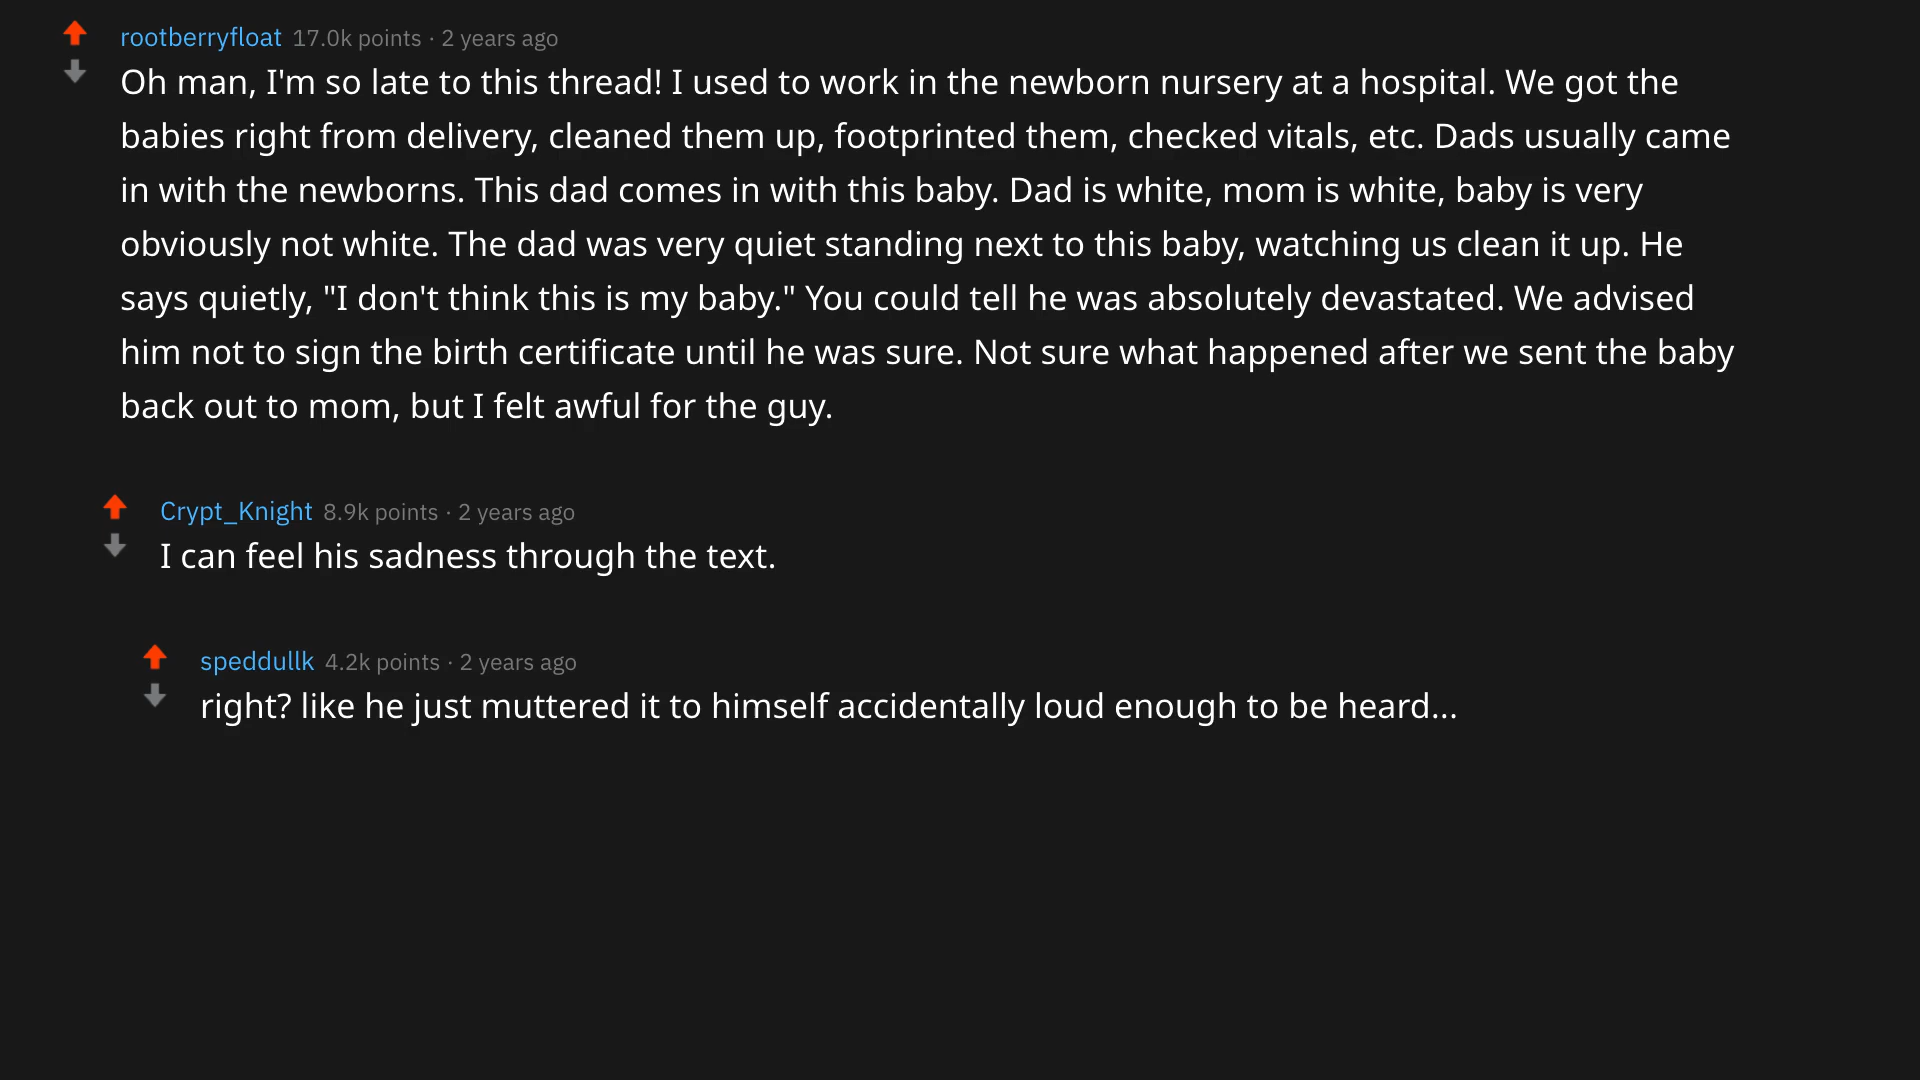 rootberryfloat 17.0k points · 2 years ago
Oh man, I'm so late to this thread! I used to work in the newborn nursery at a hospital. We got the
babies right from delivery, cleaned them up, footprinted them, checked vitals, etc. Dads usually came
in with the newborns. This dad comes in with this baby. Dad is white, mom is white, baby is very
obviously not white. The dad was very quiet standing next to this baby, watching us clean it up. He
says quietly, "I don't think this is my baby." You could tell he was absolutely devastated. We advised
him not to sign the birth certificate until he was sure. Not sure what happened after we sent the baby
back out to mom, but I felt awful for the guy.
Crypt_Knight 8.9k points · 2 years ago
I can feel his sadness through the text.
speddullk 4.2k points · 2 years ago
right? like he just muttered it to himself accidentally loud enough to be heard...